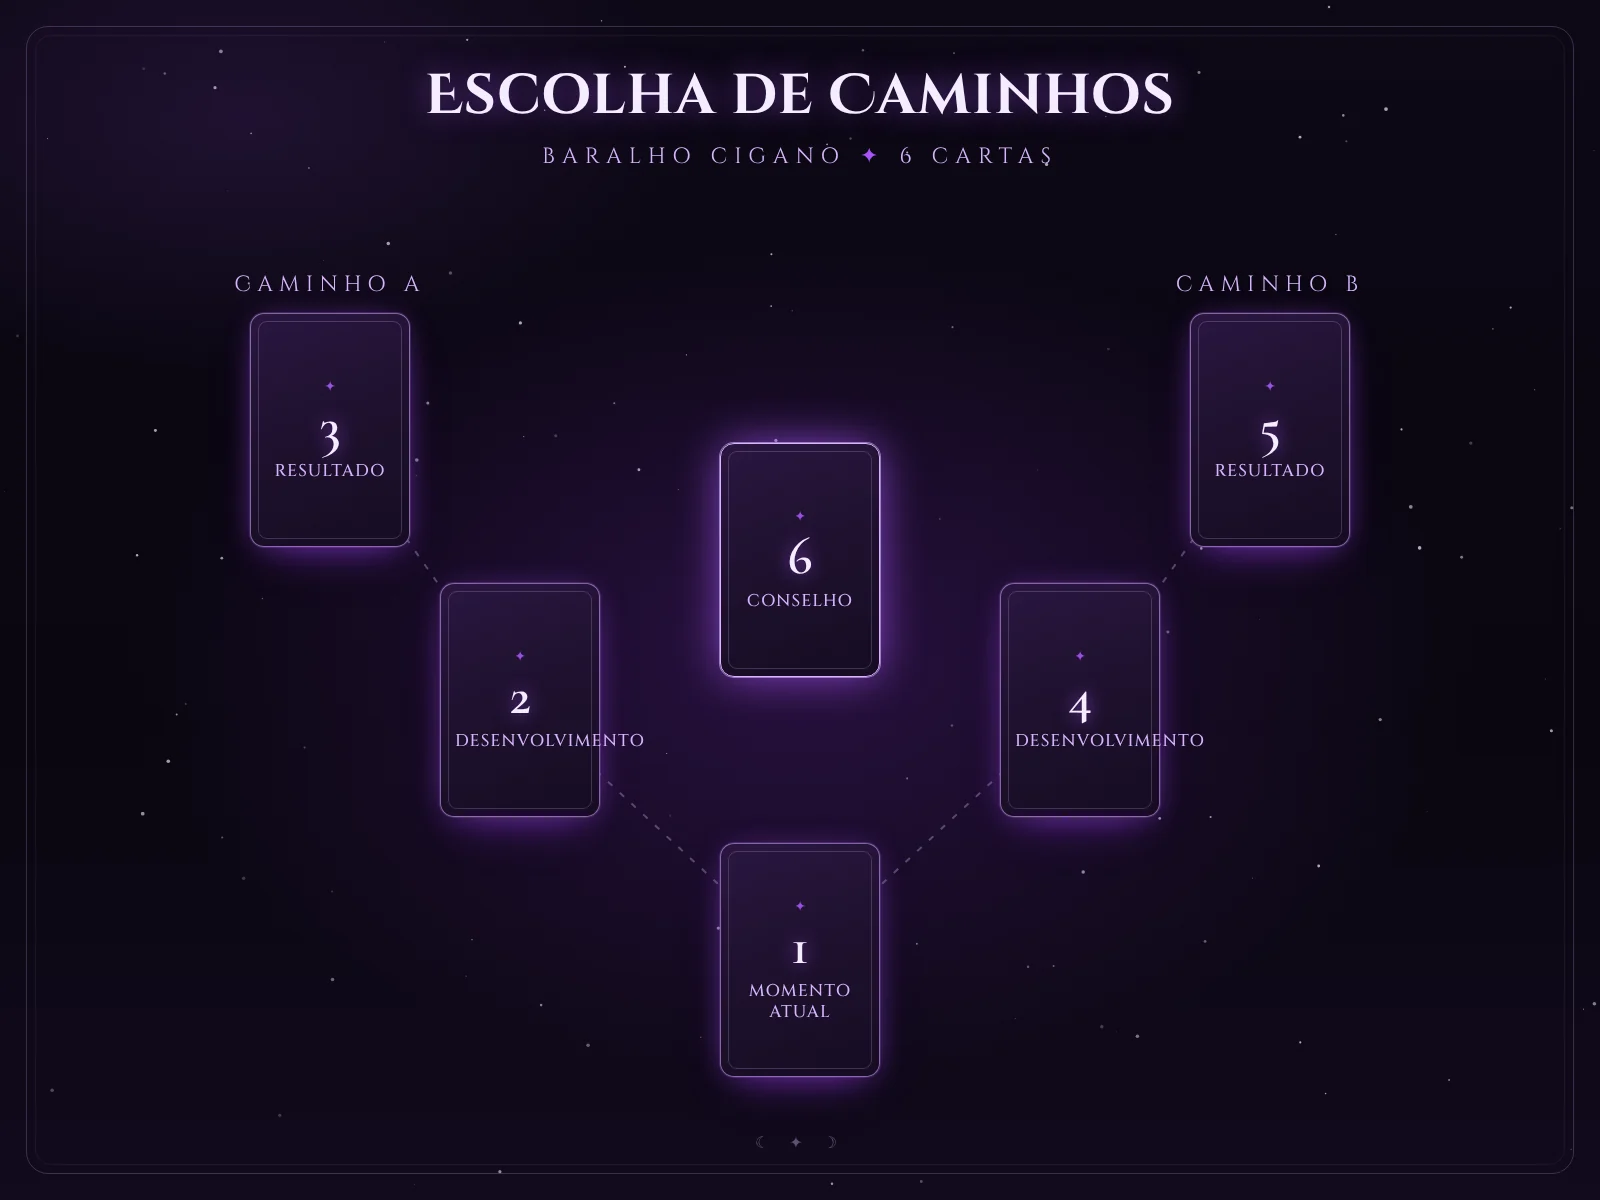 Escolha de Caminhos
BARALHO CIGANO ✦ 6 CARTAS
CAMINHO A
CAMINHO B
3
RESULTADO
5
RESULTADO
6
CONSELHO
2
DESENVOLVIMENTO
4
DESENVOLVIMENTO
1
MOMENTO
ATUAL